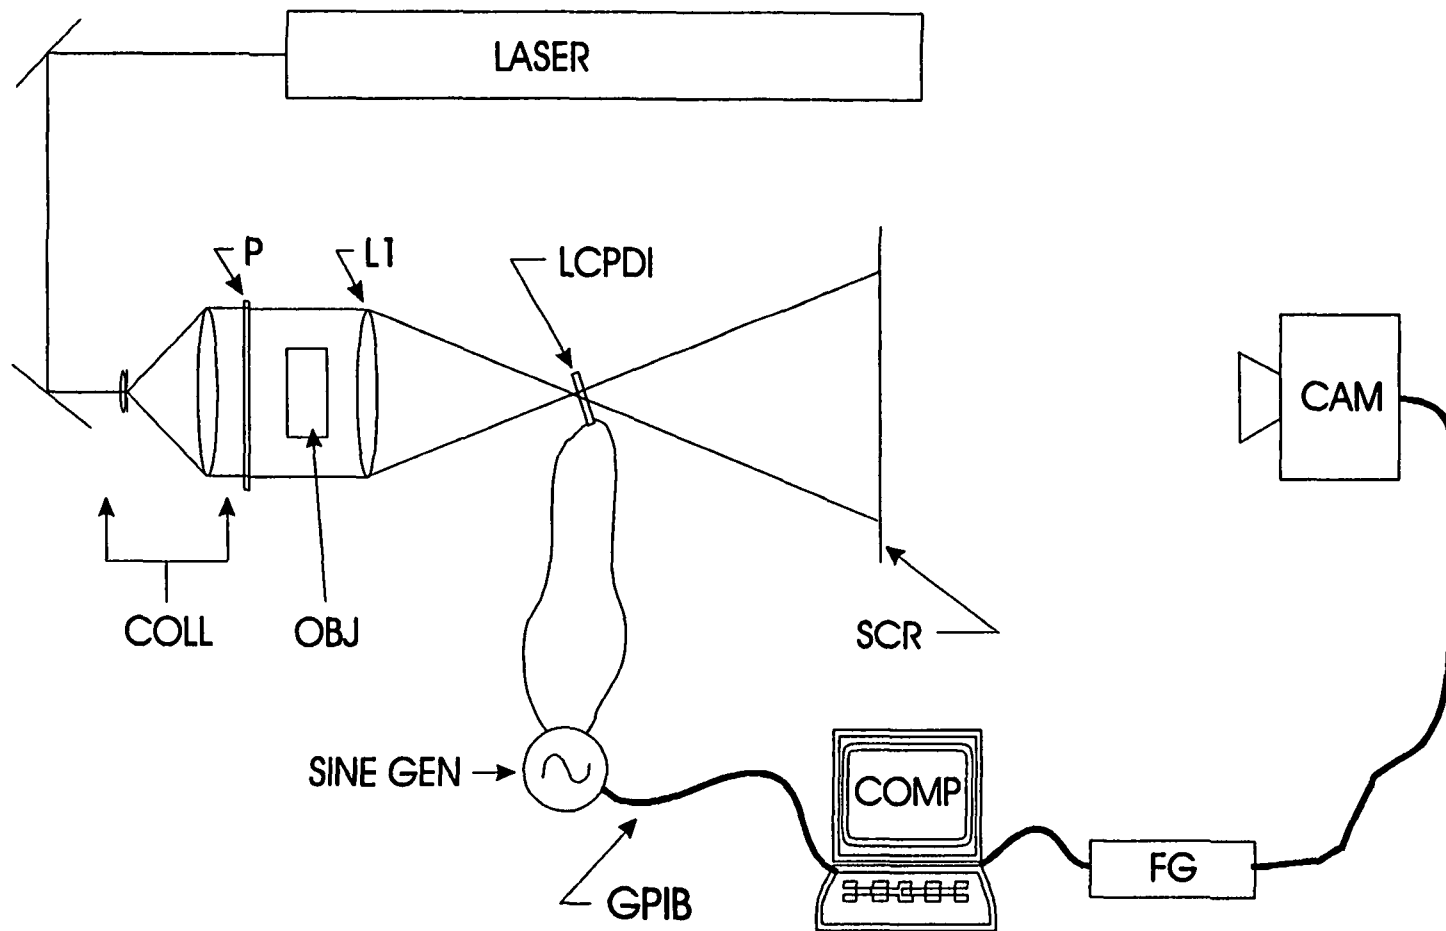 LASER
P
L1
LCPDI
CAM
COLL
OBJ
SCR
SINE GEN
COMP
GPIB
FG